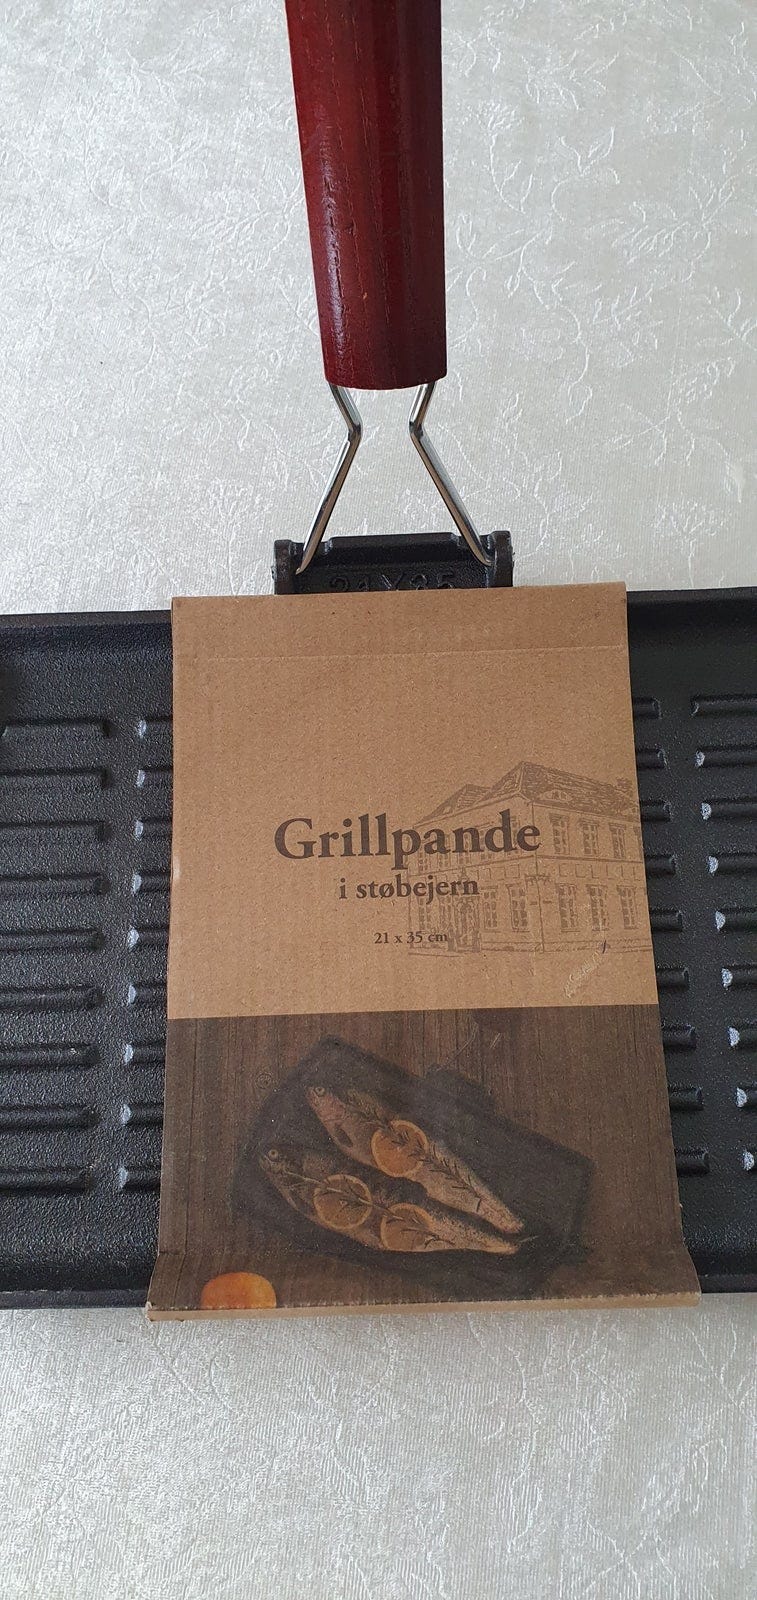 21X35
Grillpande
i støbejern
21 x 35 cm